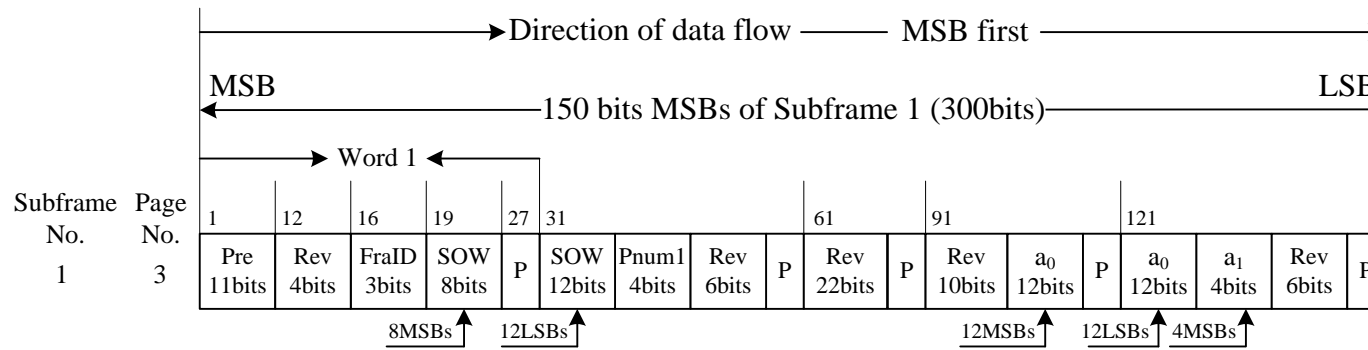 Direction of data flow MSB first
MSB LSB
150 bits MSBs of Subframe 1 (300bits)
Word 1
Subframe No. Page No.
1 12 16 19 27 31 61 91 121
1 3
Pre 11bits Rev 4bits FraID 3bits SOW 8bits P SOW 12bits Pnum1 4bits Rev 6bits P Rev 22bits P Rev 10bits a₀ 12bits P a₀ 12bits a₁ 4bits Rev 6bits P
8MSBs 12LSBs 12MSBs 12LSBs 4MSBs